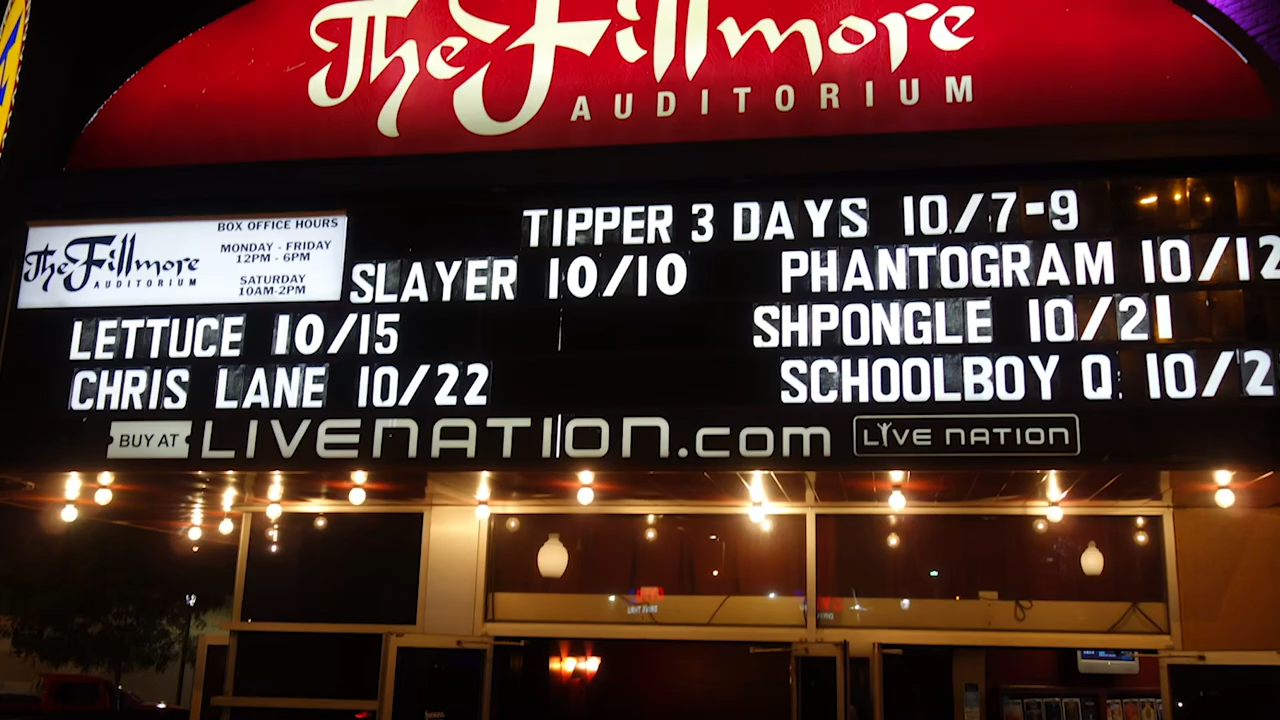 The Fillmore
AUDITORIUM
BOX OFFICE HOURS
MONDAY - FRIDAY
12PM - 6PM
SATURDAY
10AM-2PM
The Fillmore
AUDITORIUM
TIPPER 3 DAYS 10/7-9
SLAYER 10/10 PHANTOGRAM 10/12
LETTUCE 10/15 SHPONGLE 10/21
CHRIS LANE 10/22 SCHOOLBOY Q 10/2
BUY AT LIVENATION.com LIVE NATION